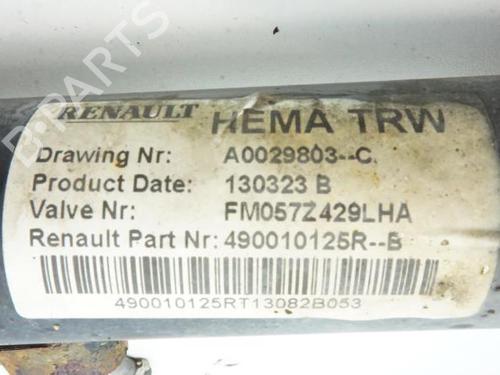 RENAULT HEMA TRW
Drawing Nr: A0029803--C
Product Date: 130323 B
Valve Nr: FM057Z429LHA
Renault Part Nr: 490010125R--B
490010125RT13082B053
B-PARTS